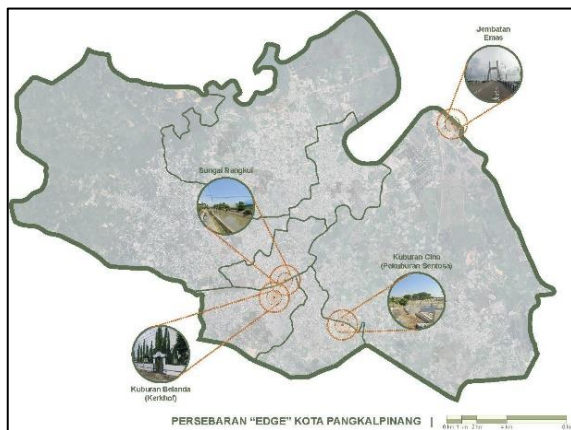 Jembatan
Emas
Sungai Rangkui
Kuburan Cina
(Pekuburan Sentosa)
Kuburan Belanda
(Kerkhof)
PERSEBARAN "EDGE" KOTA PANGKALPINANG |